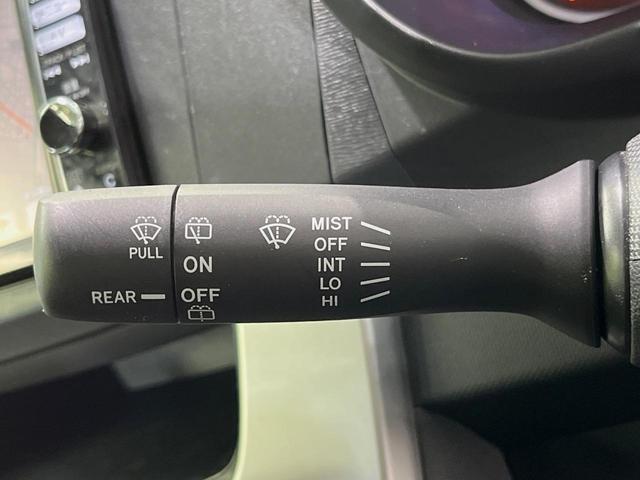 PULL
REAR
ON
OFF
MIST
OFF
INT
LO
HI